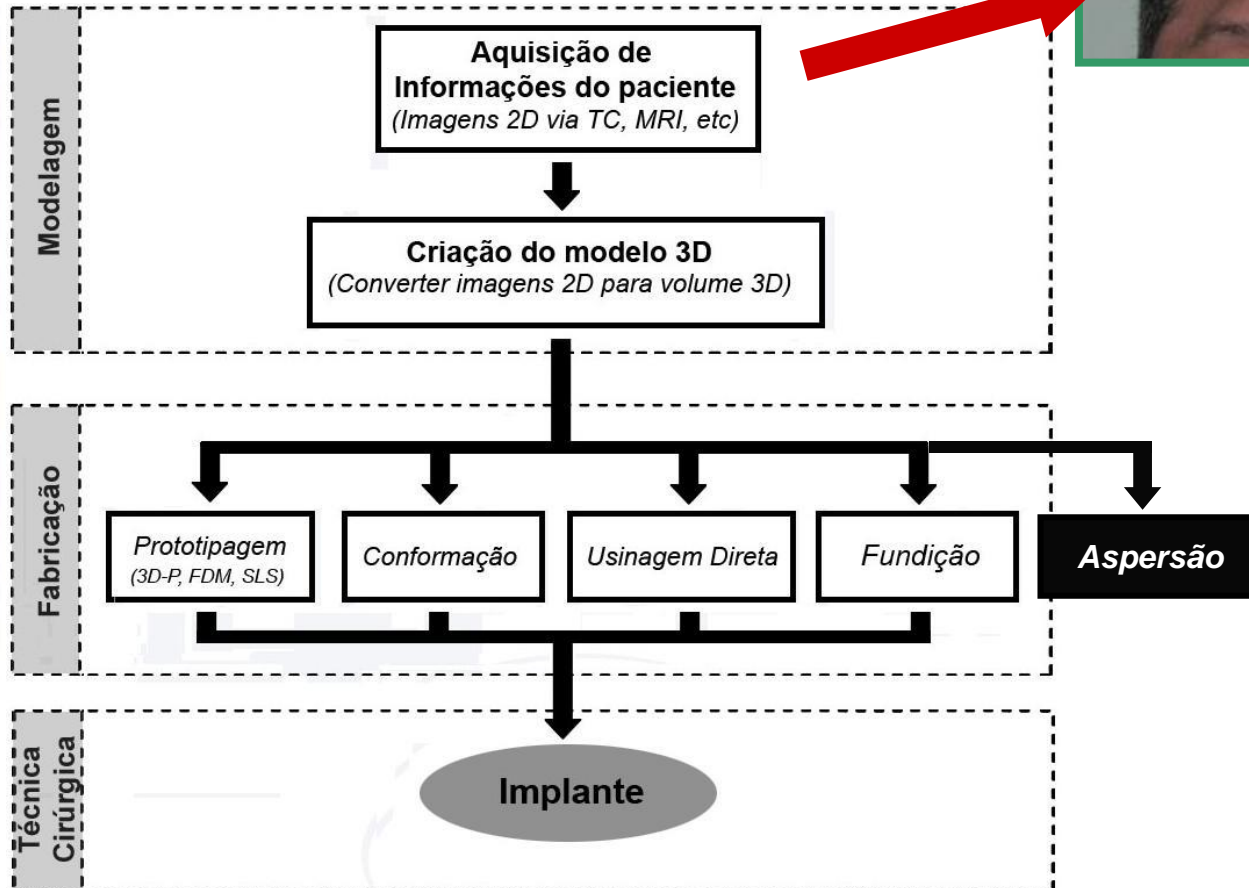 Modelagem
Aquisição de
Informações do paciente
(Imagens 2D via TC, MRI, etc)
Criação do modelo 3D
(Converter imagens 2D para volume 3D)
Fabricação
Prototipagem
(3D-P, FDM, SLS)
Conformação
Usinagem Direta
Fundição
Aspersão
Técnica
Cirúrgica
Implante